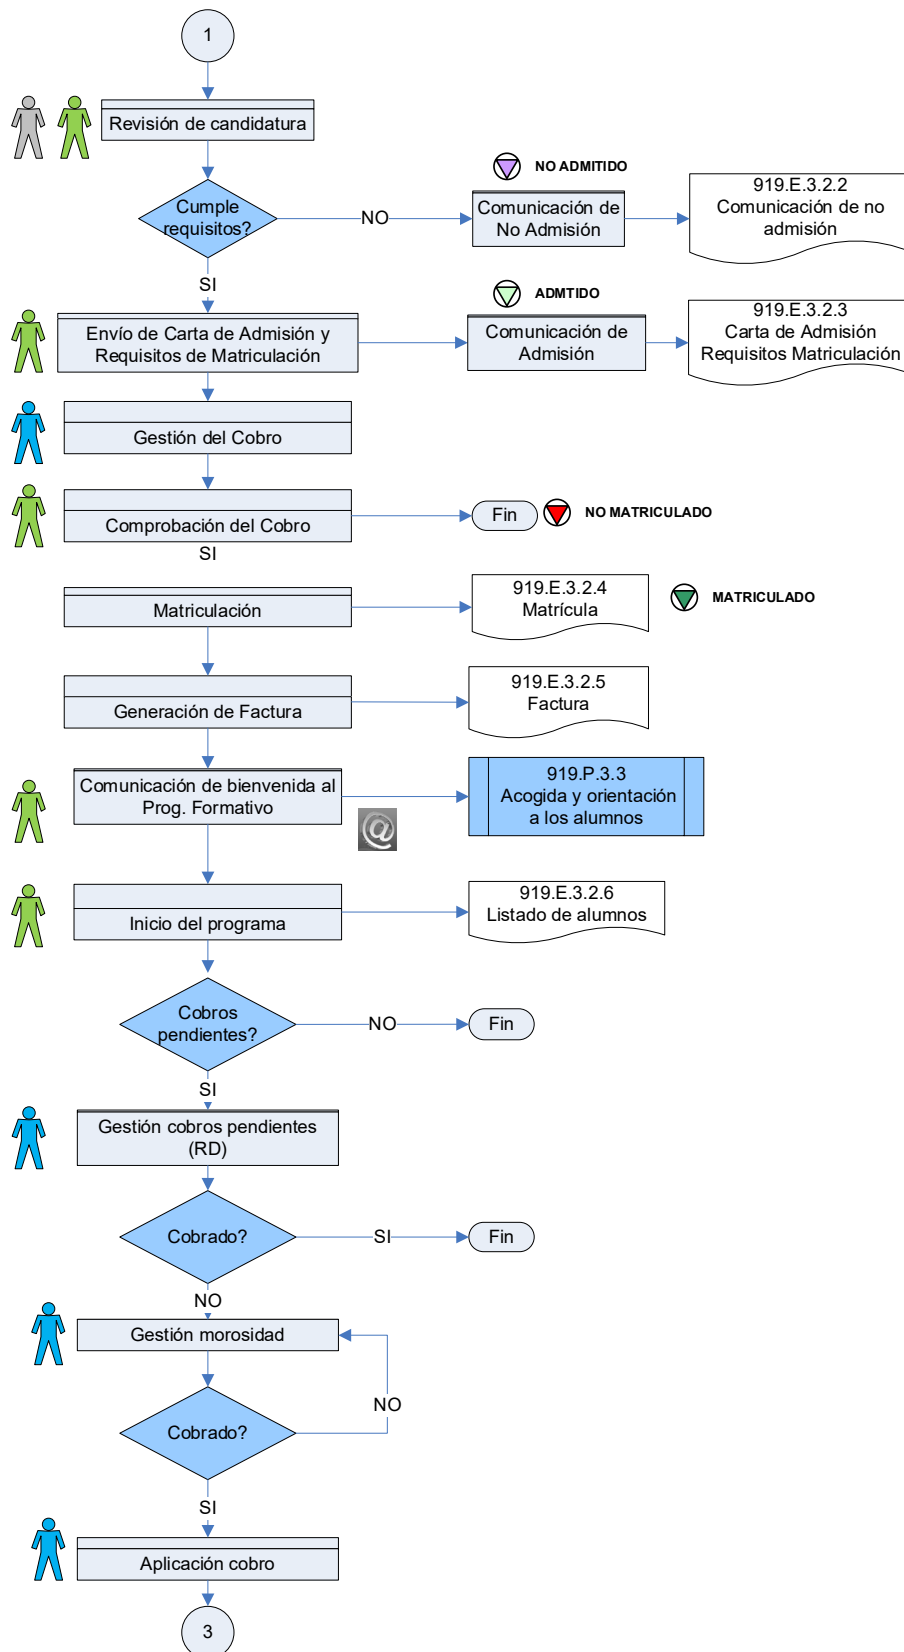 1
Revisión de candidatura
NO ADMITIDO
Cumple
requisitos?
NO
Comunicación de
No Admisión
919.E.3.2.2
Comunicación de no
admisión
SI
ADMTIDO
Envío de Carta de Admisión y
Requisitos de Matriculación
Comunicación de
Admisión
919.E.3.2.3
Carta de Admisión
Requisitos Matriculación
Gestión del Cobro
Comprobación del Cobro
Fin
NO MATRICULADO
SI
Matriculación
919.E.3.2.4
Matrícula
MATRICULADO
Generación de Factura
919.E.3.2.5
Factura
Comunicación de bienvenida al
Prog. Formativo
@
919.P.3.3
Acogida y orientación
a los alumnos
Inicio del programa
919.E.3.2.6
Listado de alumnos
Cobros
pendientes?
NO
Fin
SI
Gestión cobros pendientes
(RD)
Cobrado?
SI
Fin
NO
Gestión morosidad
NO
Cobrado?
SI
Aplicación cobro
3